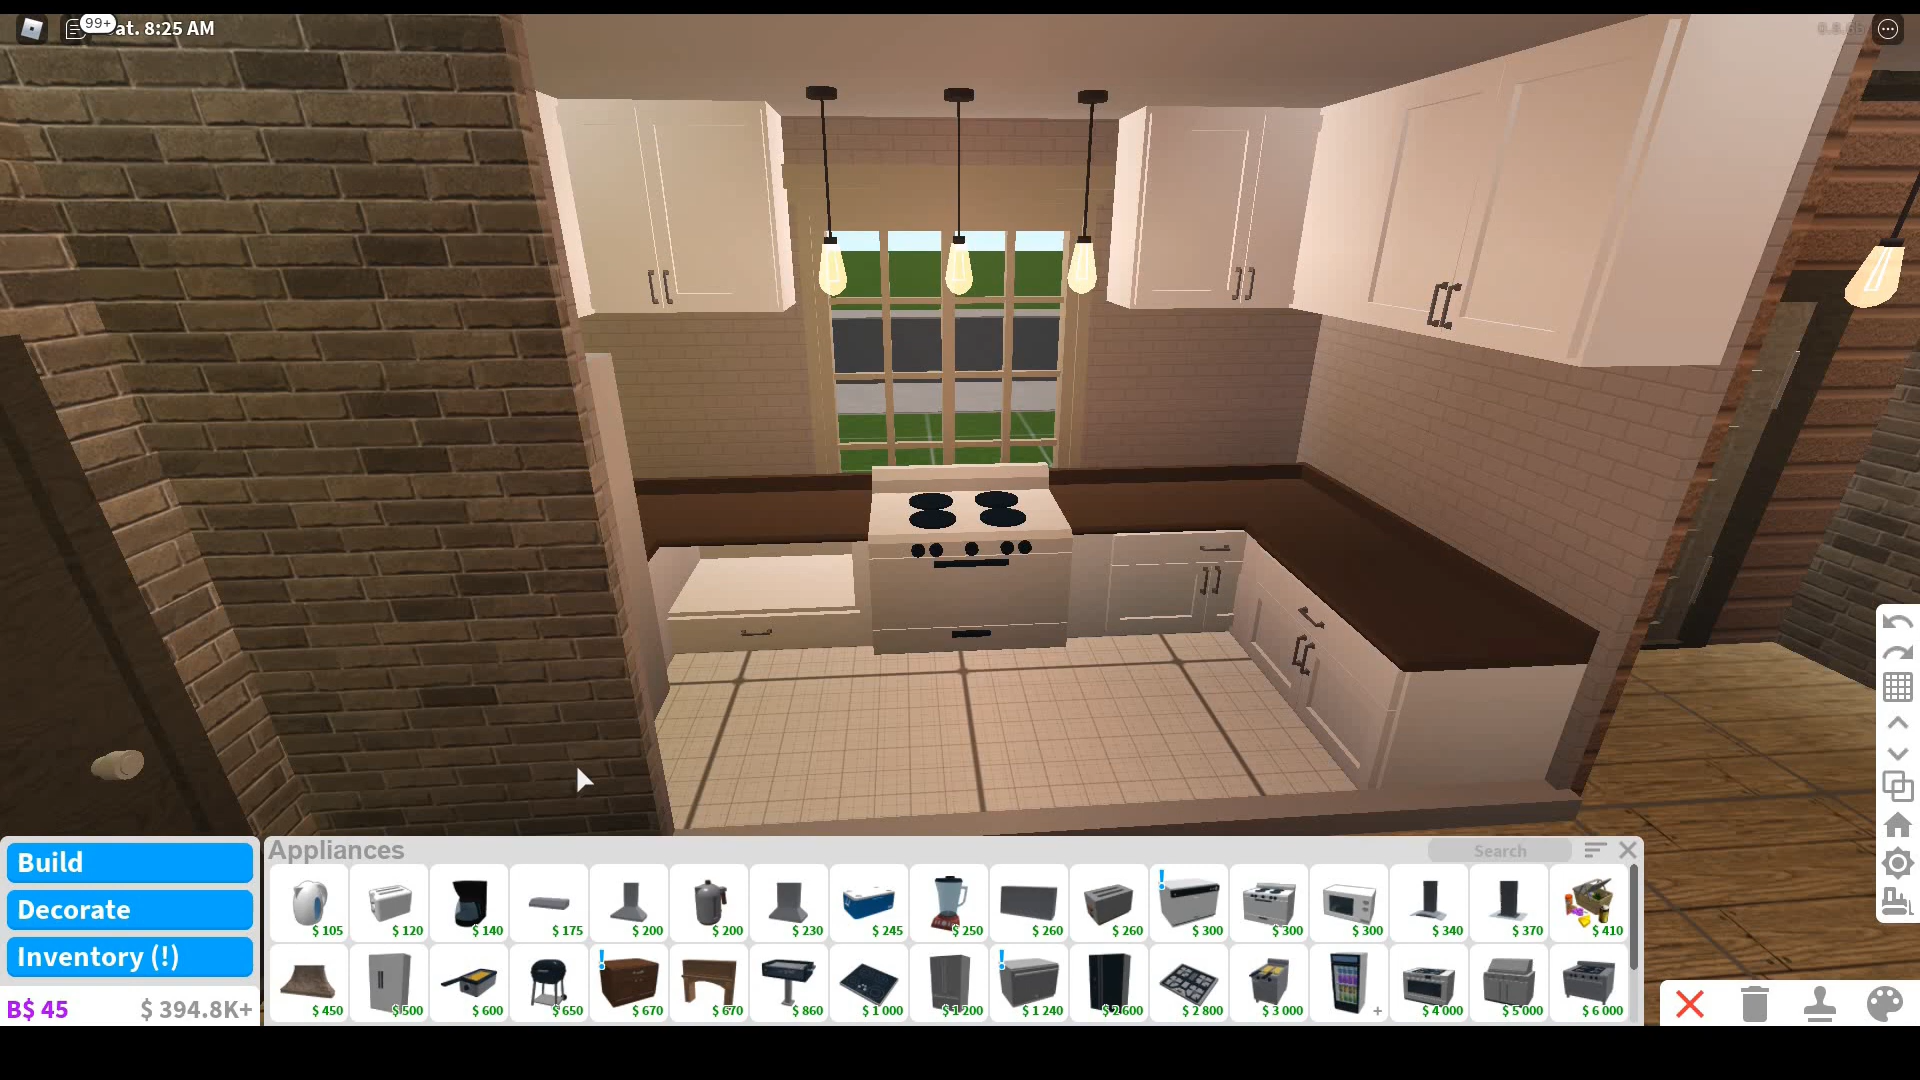 99+
at. 8:25 AM
Build
Decorate
Inventory (!)
B$ 45
$ 394.8K+
Appliances
Search
$ 105
$ 120
$ 140
$ 175
$ 200
$ 200
$ 230
$ 245
$ 250
$ 260
$ 260
!
$ 300
$ 300
$ 300
$ 340
$ 370
$ 410
$ 450
$ 500
$ 600
$ 650
!
$ 670
$ 670
$ 860
$ 1 000
$ 1 200
!
$ 1 240
$ 2 600
$ 2 800
$ 3 000
+
$ 4 000
$ 5 000
$ 6 000